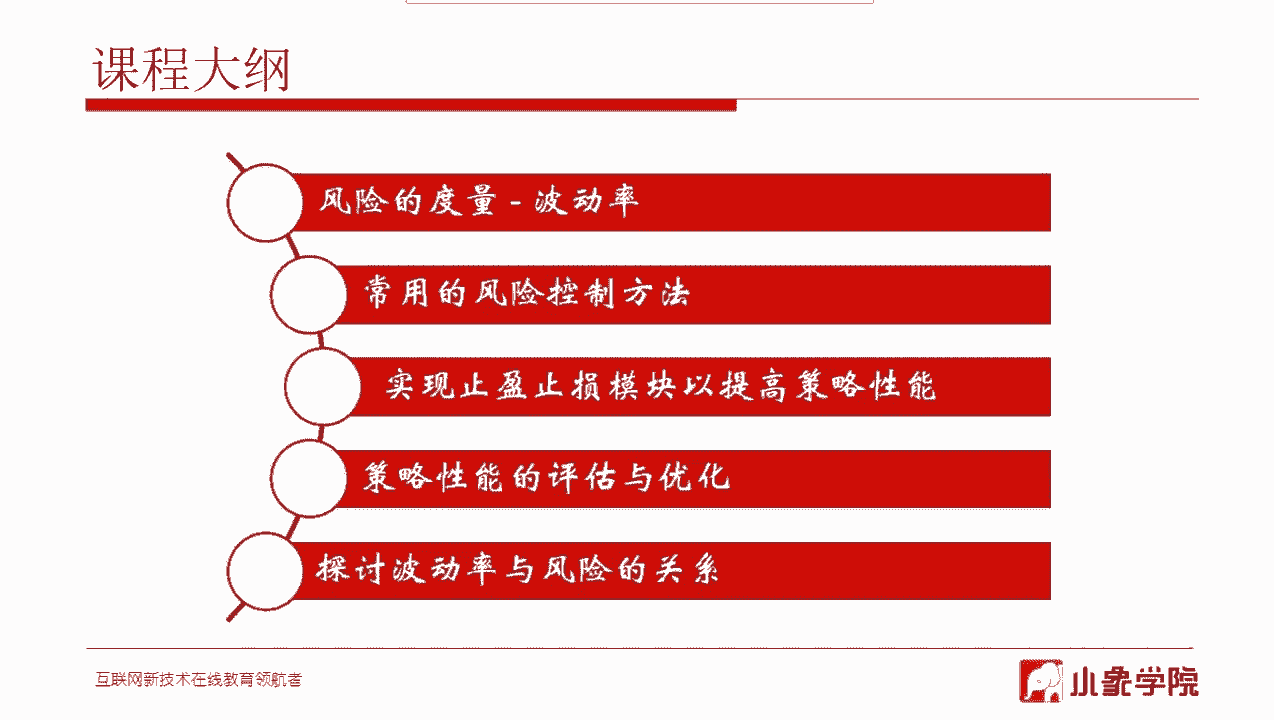 课程大纲
风险的度量 - 波动率
常用的风险控制方法
实现止盈止损模块以提高策略性能
策略性能的评估与优化
探讨波动率与风险的关系
互联网新技术在线教育领航者
小象学院